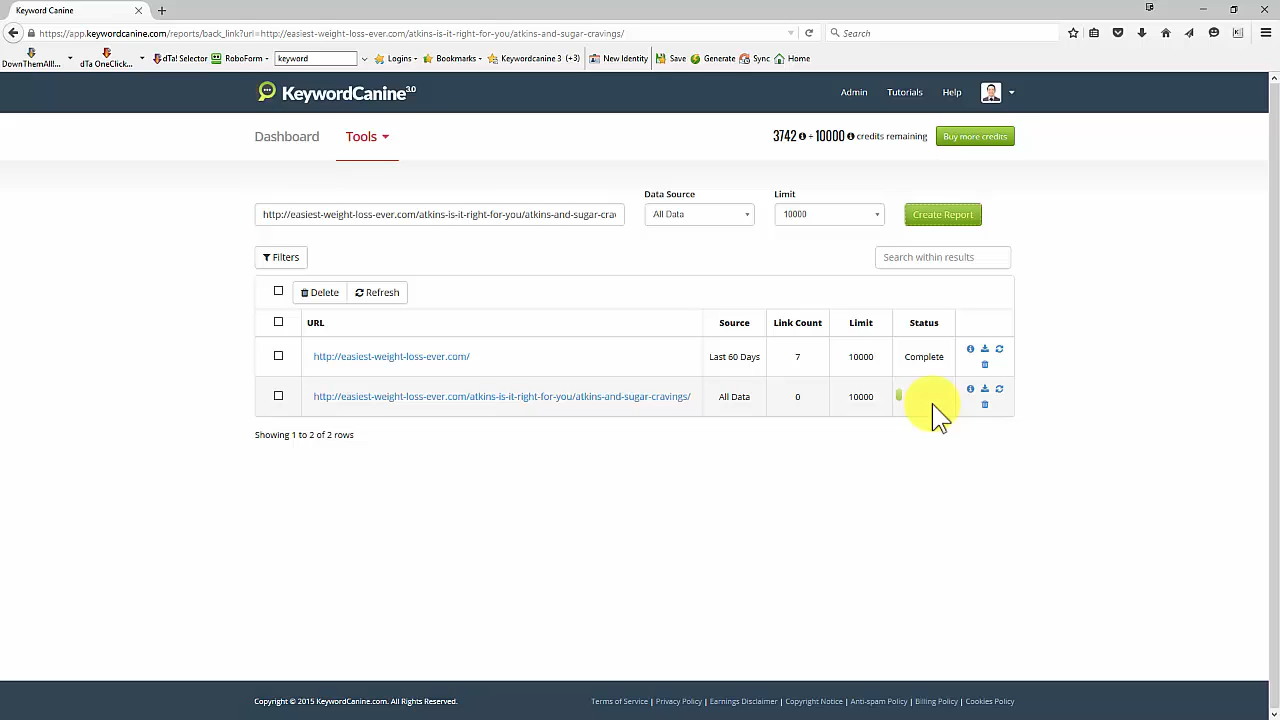 Keyword Canine
https://app.keywordcanine.com/reports/back_link?url=http://easiest-weight-loss-ever.com/atkins-is-it-right-for-you/atkins-and-sugar-cravings/
Search
DownThemAll!...
dTa OneClick...
dTa! Selector
RoboForm
keyword
Logins
Bookmarks
Keywordcanine 3 (+3)
New Identity
Save
Generate
Sync
Home
KeywordCanine 3.0
Admin
Tutorials
Help
Dashboard
Tools
3742 + 10000 credits remaining
Buy more credits
Data Source
Limit
http://easiest-weight-loss-ever.com/atkins-is-it-right-for-you/atkins-and-sugar-cra
All Data
10000
Create Report
Filters
Search within results
Delete
Refresh
URL Source Link Count Limit Status
http://easiest-weight-loss-ever.com/ Last 60 Days 7 10000 Complete
http://easiest-weight-loss-ever.com/atkins-is-it-right-for-you/atkins-and-sugar-cravings/ All Data 0 10000
Showing 1 to 2 of 2 rows
Copyright © 2015 KeywordCanine.com. All Rights Reserved.
Terms of Service | Privacy Policy | Earnings Disclaimer | Copyright Notice | Anti-spam Policy | Billing Policy | Cookies Policy